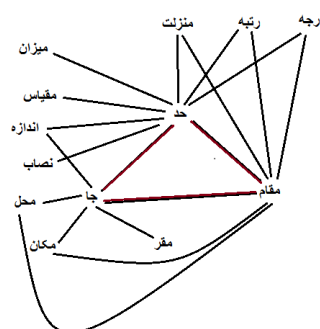 رجه
رتبه
منزلت
میزان
مقیاس
حد
اندازه
نصاب
مقام
جا
محل
مقر
مکان